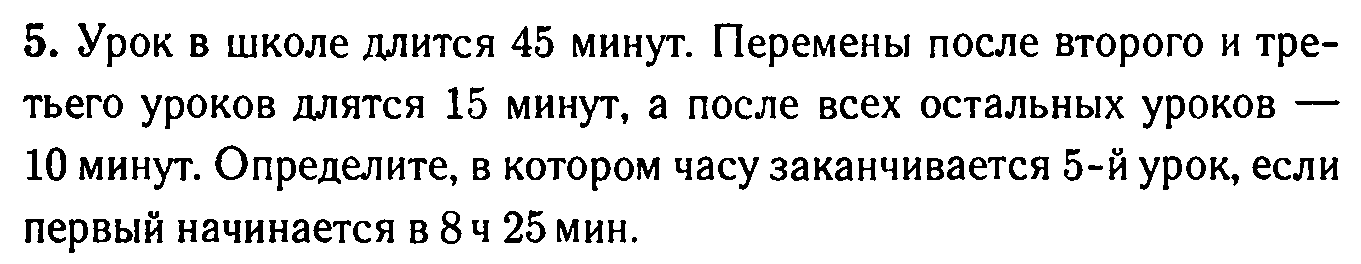 5. Урок в школе длится 45 минут. Перемены после второго и тре-
тьего уроков длятся 15 минут, а после всех остальных уроков —
10 минут. Определите, в котором часу заканчивается 5-й урок, если
первый начинается в 8 ч 25 мин.